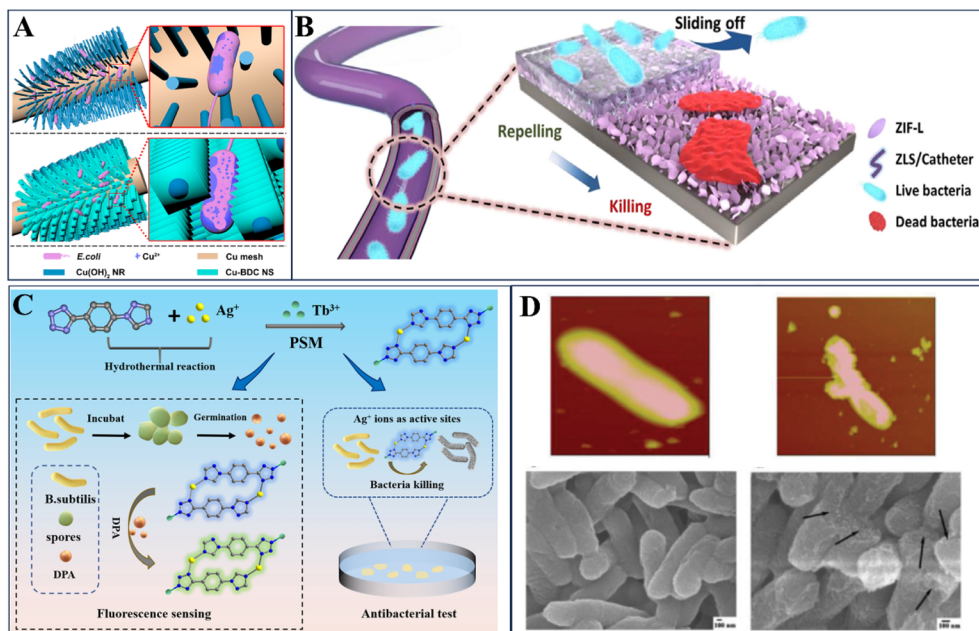 A
E.coli
+ Cu²⁺
Cu mesh
Cu(OH)₂ NR
Cu-BDC NS
B
Sliding off
Repelling
Killing
ZIF-L
ZLS/Catheter
Live bacteria
Dead bacteria
C
+
Ag⁺
Tb³⁺
PSM
Hydrothermal reaction
Incubat
Germination
B.subtilis
spores
DPA
DPA
Fluorescence sensing
Ag⁺ ions as active sites
Bacteria killing
Antibacterial test
D
100 nm
100 nm